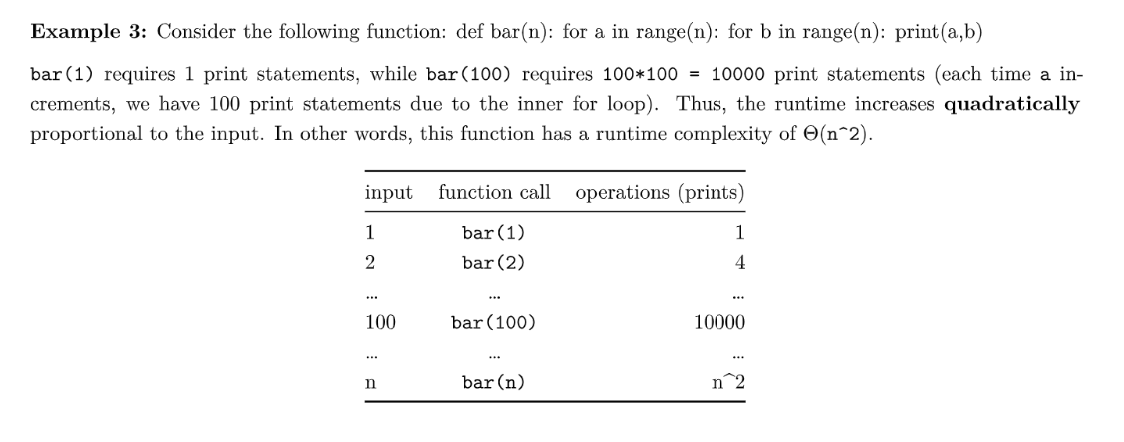 Example 3: Consider the following function: def bar(n): for a in range(n): for b in range(n): print(a,b)
bar(1) requires 1 print statements, while bar(100) requires 100*100 = 10000 print statements (each time a in-
crements, we have 100 print statements due to the inner for loop). Thus, the runtime increases quadratically
proportional to the input. In other words, this function has a runtime complexity of Θ(n^2).
input function call operations (prints)
1 bar(1) 1
2 bar(2) 4
... ... ...
100 bar(100) 10000
... ... ...
n bar(n) n^2